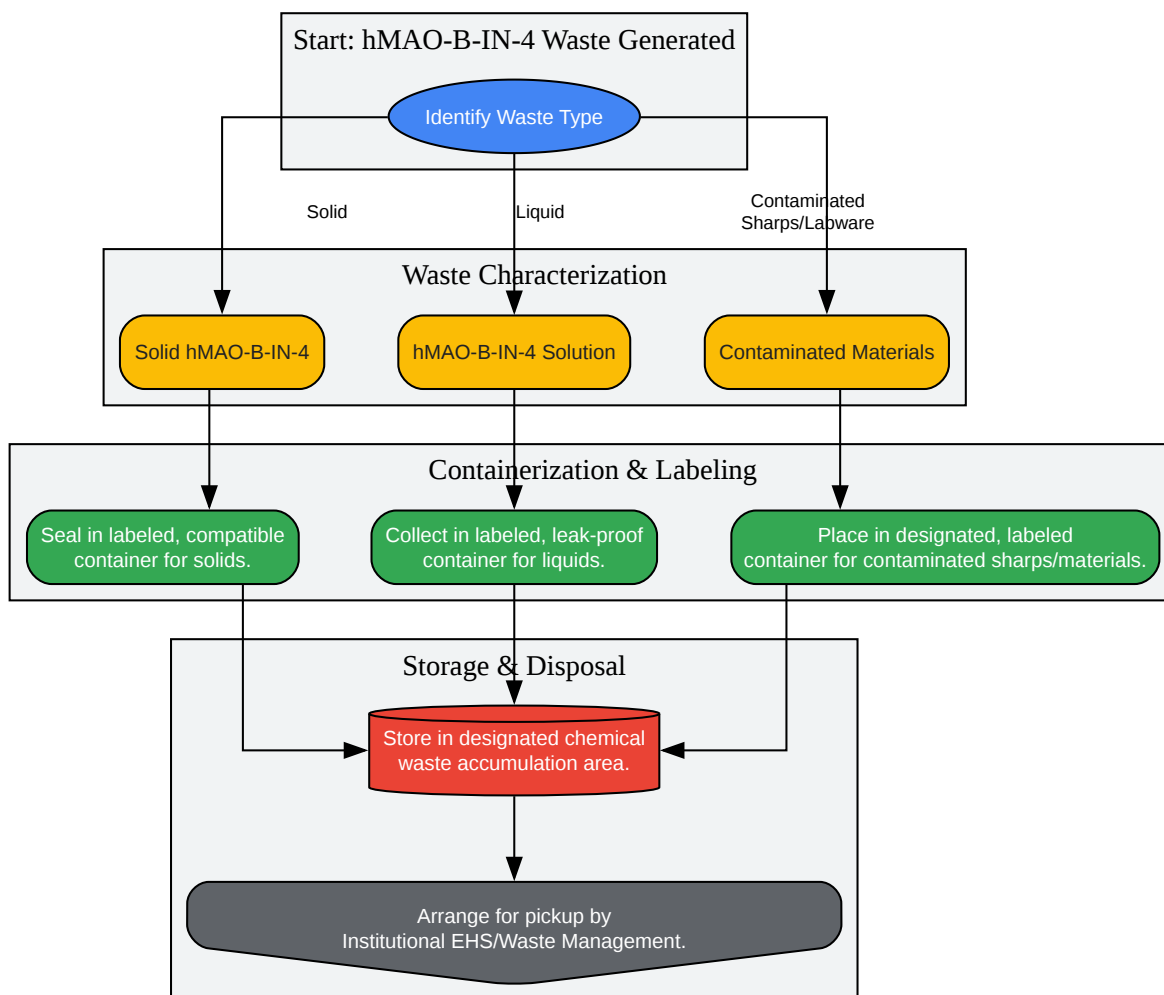 Start: hMAO-B-IN-4 Waste Generated
Identify Waste Type
Solid
Liquid
Contaminated
Sharps/Labware
Waste Characterization
Solid hMAO-B-IN-4
hMAO-B-IN-4 Solution
Contaminated Materials
Containerization & Labeling
Seal in labeled, compatible
container for solids.
Collect in labeled, leak-proof
container for liquids.
Place in designated, labeled
container for contaminated sharps/materials.
Storage & Disposal
Store in designated chemical
waste accumulation area.
Arrange for pickup by
Institutional EHS/Waste Management.